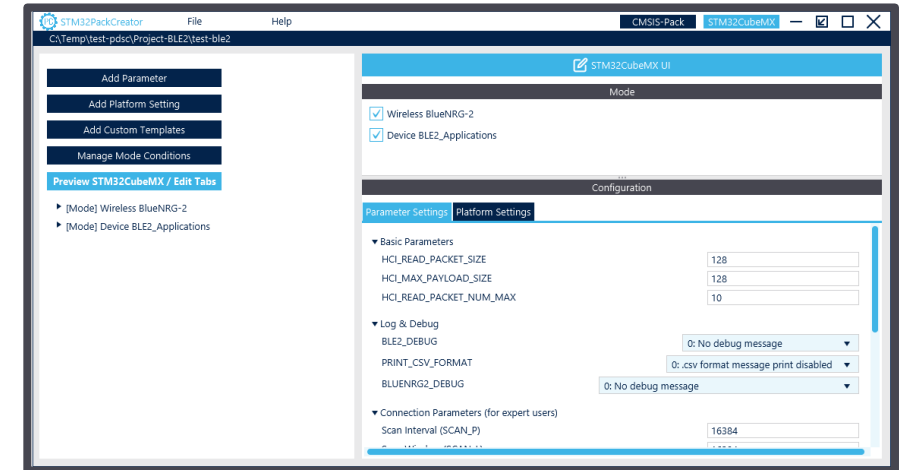 STM32PackCreator File Help CMSIS-Pack STM32CubeMX
C:\Temp\test-pdsc\Project-BLE2\test-ble2
Add Parameter
Add Platform Setting
Add Custom Templates
Manage Mode Conditions
Preview STM32CubeMX / Edit Tabs
[Mode] Wireless BlueNRG-2
[Mode] Device BLE2_Applications
STM32CubeMX UI
Mode
Wireless BlueNRG-2
Device BLE2_Applications
Configuration
Parameter Settings Platform Settings
Basic Parameters
HCI_READ_PACKET_SIZE 128
HCI_MAX_PAYLOAD_SIZE 128
HCI_READ_PACKET_NUM_MAX 10
Log & Debug
BLE2_DEBUG 0: No debug message
PRINT_CSV_FORMAT 0: .csv format message print disabled
BLUENRG2_DEBUG 0: No debug message
Connection Parameters (for expert users)
Scan Interval (SCAN_P) 16384